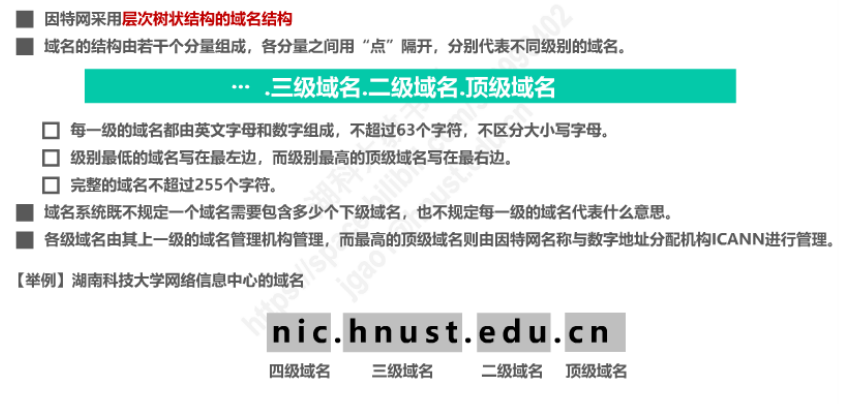 因特网采用层次树状结构的域名结构
域名的结构由若干个分量组成，各分量之间用“点”隔开，分别代表不同级别的域名。
… .三级域名.二级域名.顶级域名
每一级的域名都由英文字母和数字组成，不超过63个字符，不区分大小写字母。
级别最低的域名写在最左边，而级别最高的顶级域名写在最右边。
完整的域名不超过255个字符。
域名系统既不规定一个域名需要包含多少个下级域名，也不规定每一级的域名代表什么意思。
各级域名由其上一级的域名管理机构管理，而最高的顶级域名则由因特网名称与数字地址分配机构ICANN进行管理。
【举例】湖南科技大学网络信息中心的域名
nic.hnust.edu.cn
四级域名 三级域名 二级域名 顶级域名